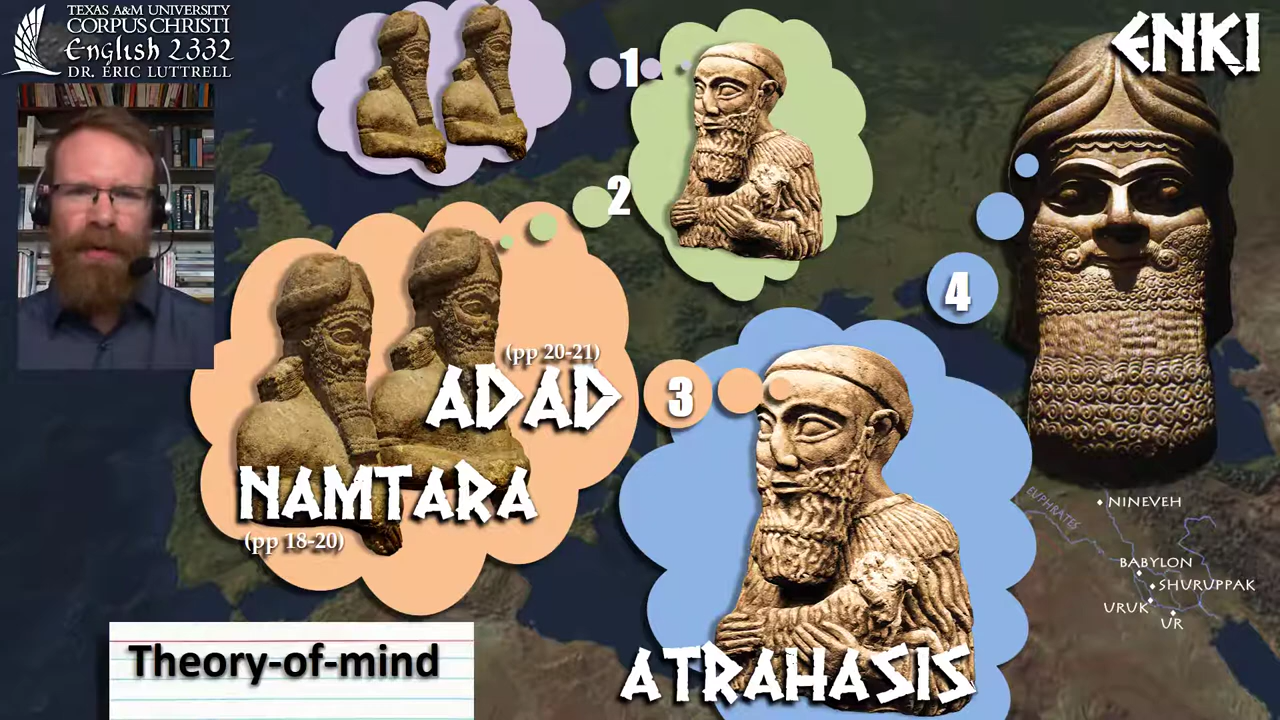 TEXAS A&M UNIVERSITY
CORPUS CHRISTI
English 2332
DR. ERIC LUTTRELL
ENKI
1
2
(pp 20-21)
ADAD
3
4
NAMTARA
(pp 18-20)
EUPHRATES
NINEVEH
BABYLON
SHURUPPAK
URUK
UR
Theory-of-mind
ATRAHASIS